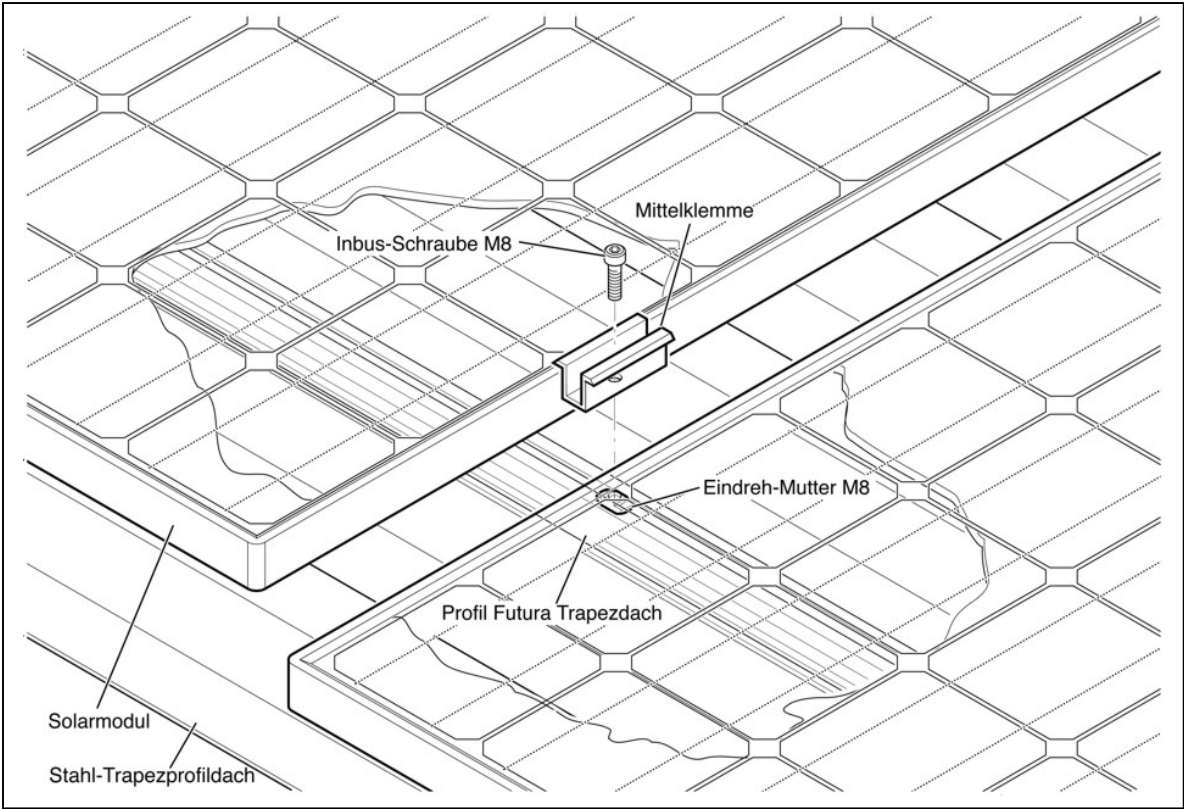 Mittelklemme
Inbus-Schraube M8
Eindreh-Mutter M8
Profil Futura Trapezdach
Solarmodul
Stahl-Trapezprofildach